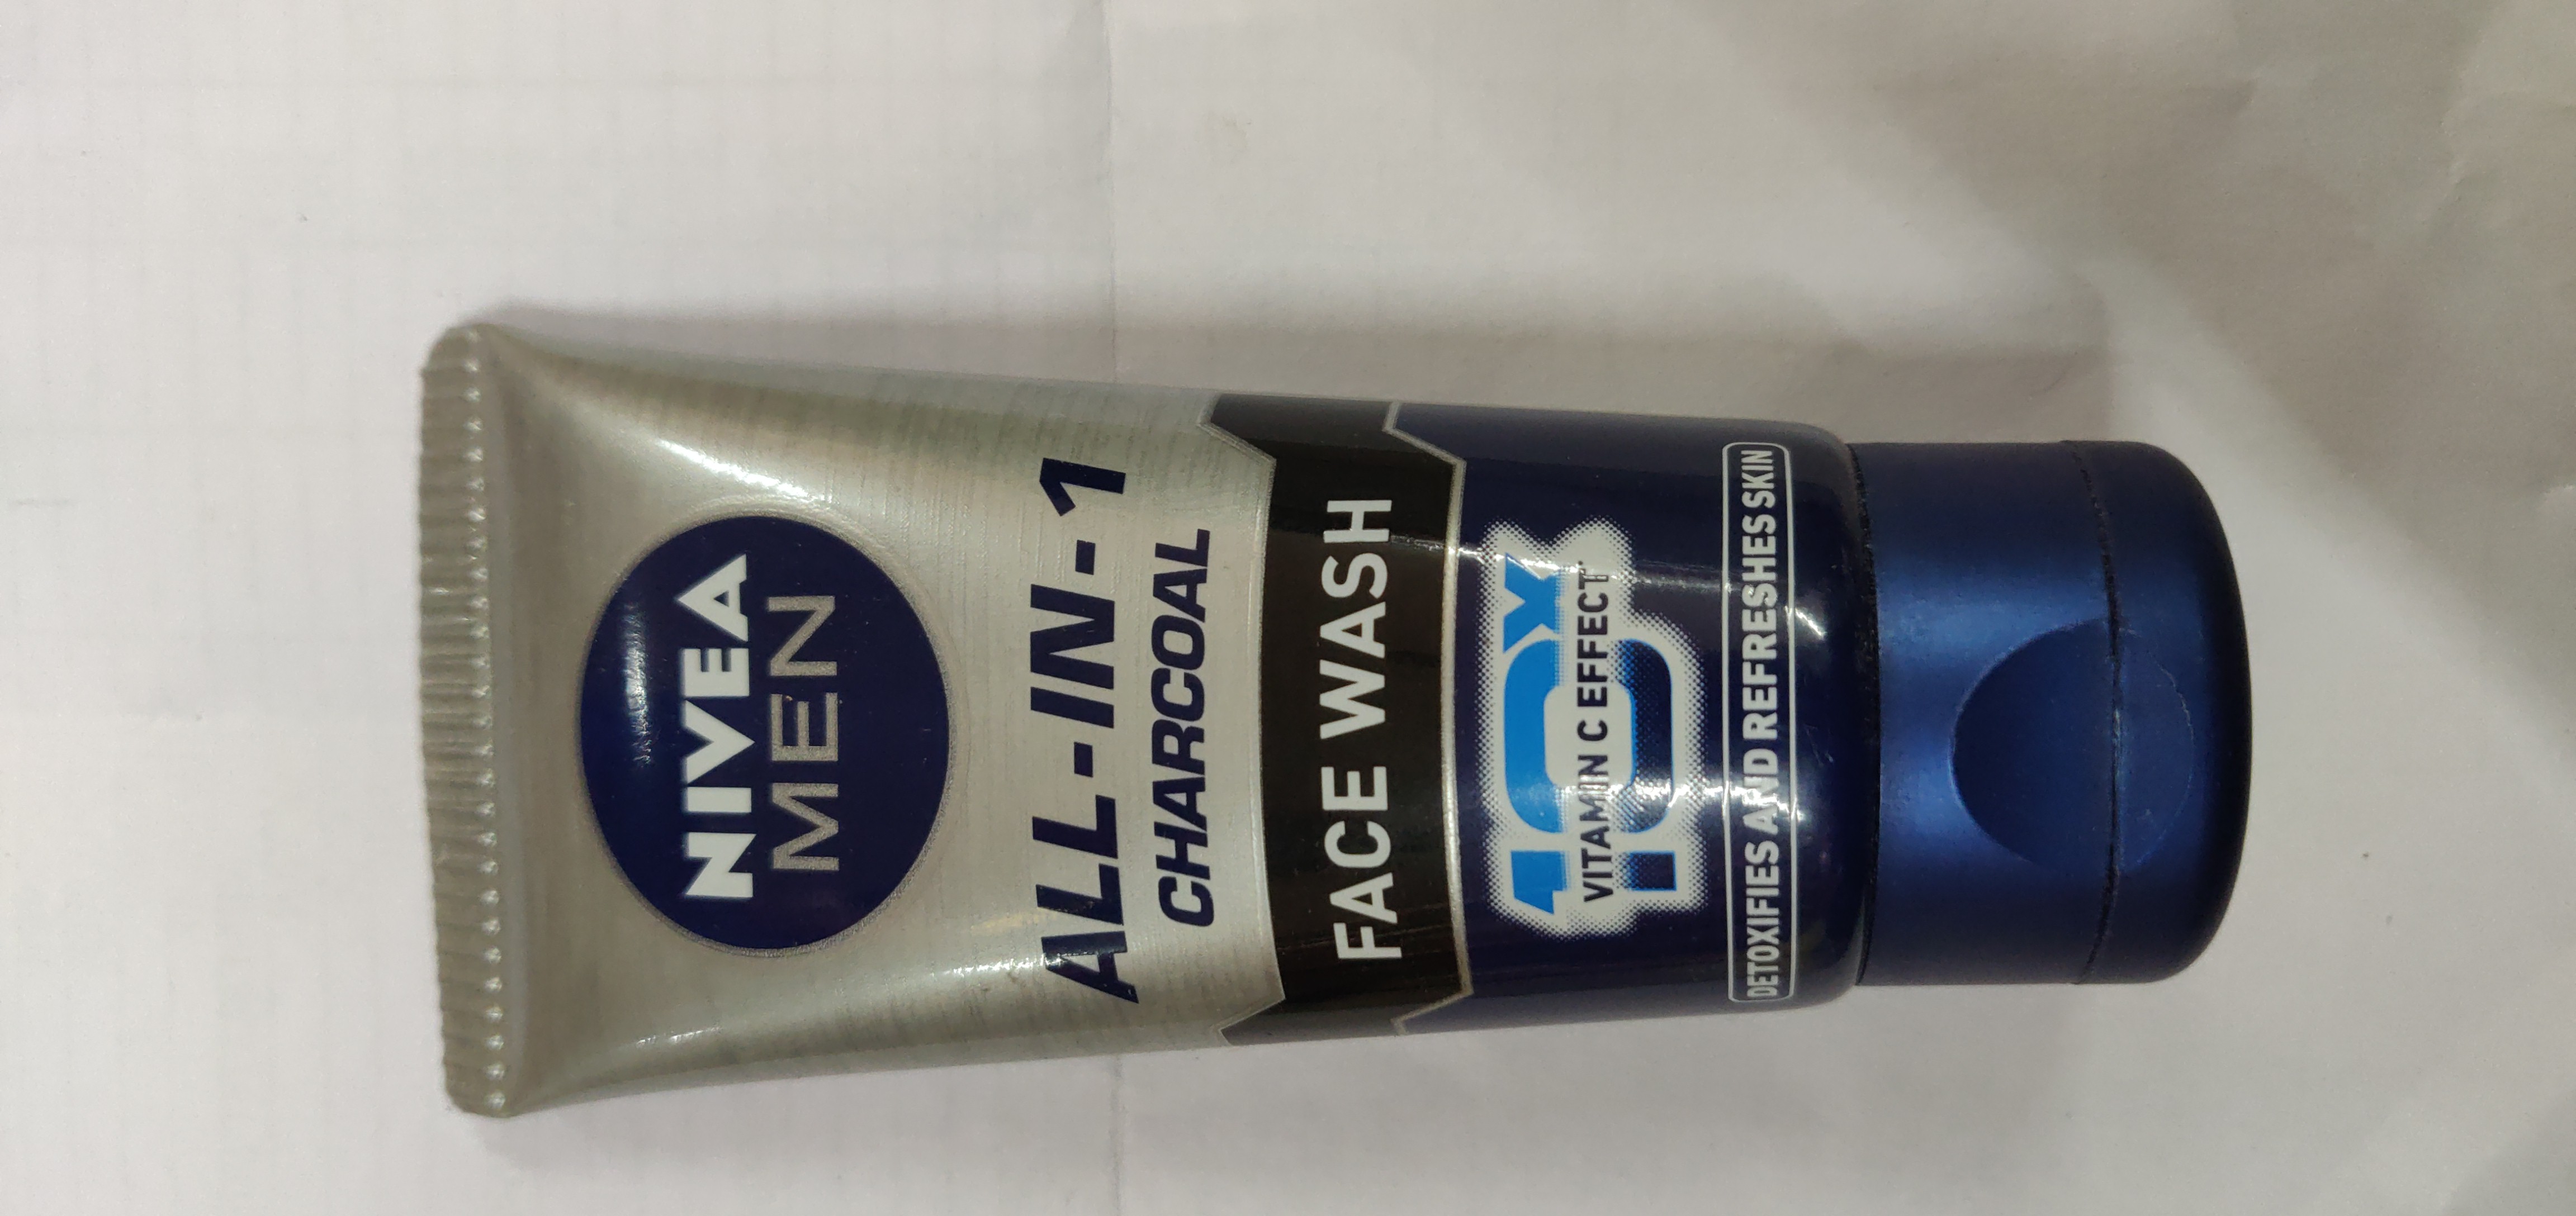 NIVEA
MEN
ALL-IN-1
CHARCOAL
FACE WASH
10X
VITAMIN C EFFECT*
DETOXIFIES AND REFRESHES SKIN